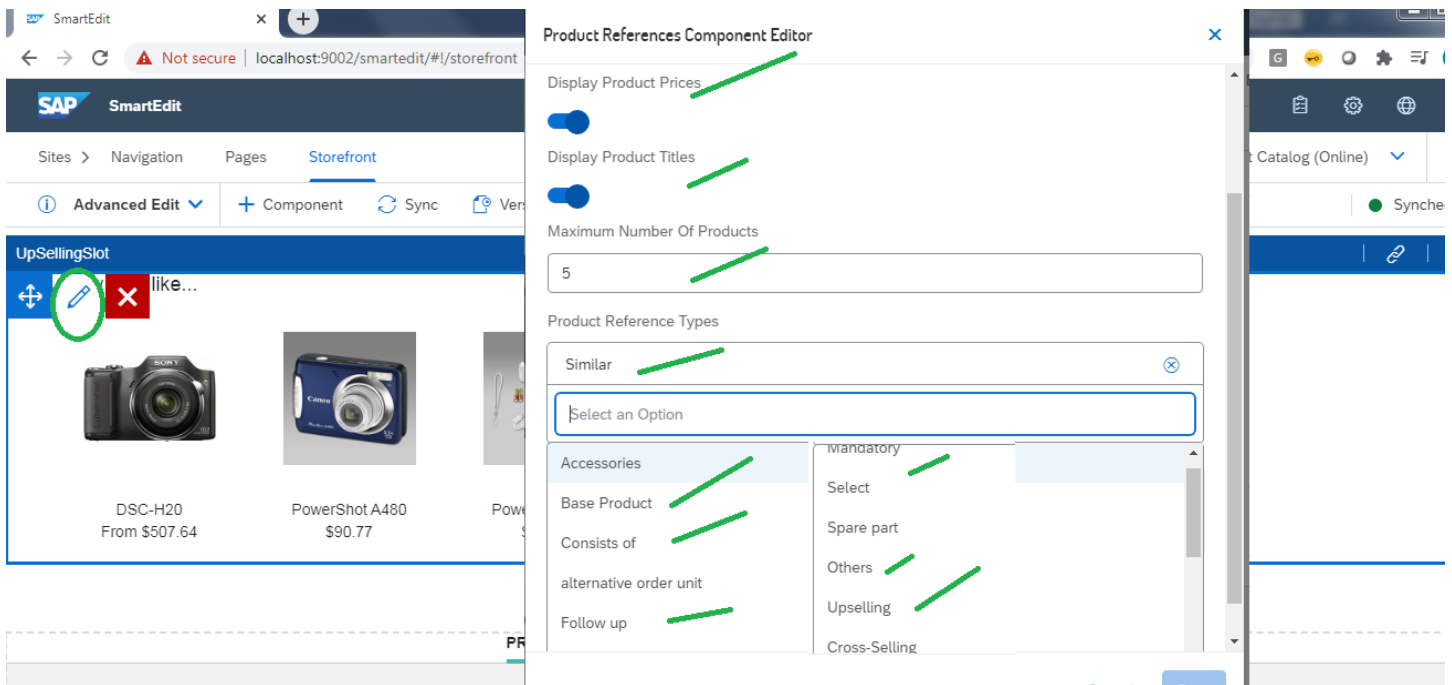 SmartEdit
Not secure
localhost:9002/smartedit/#!/storefront
SAP SmartEdit
Sites > Navigation Pages Storefront
Advanced Edit + Component Sync
UpSellingSlot
like...
SONY
Canon
DSC-H20
From $507.64
PowerShot A480
$90.77
Product References Component Editor
Display Product Prices
Display Product Titles
Maximum Number Of Products
5
Product Reference Types
Similar
Select an Option
Accessories
Base Product
Consists of
alternative order unit
Follow up
Mandatory
Select
Spare part
Others
Upselling
Cross-Selling
G
t Catalog (Online)